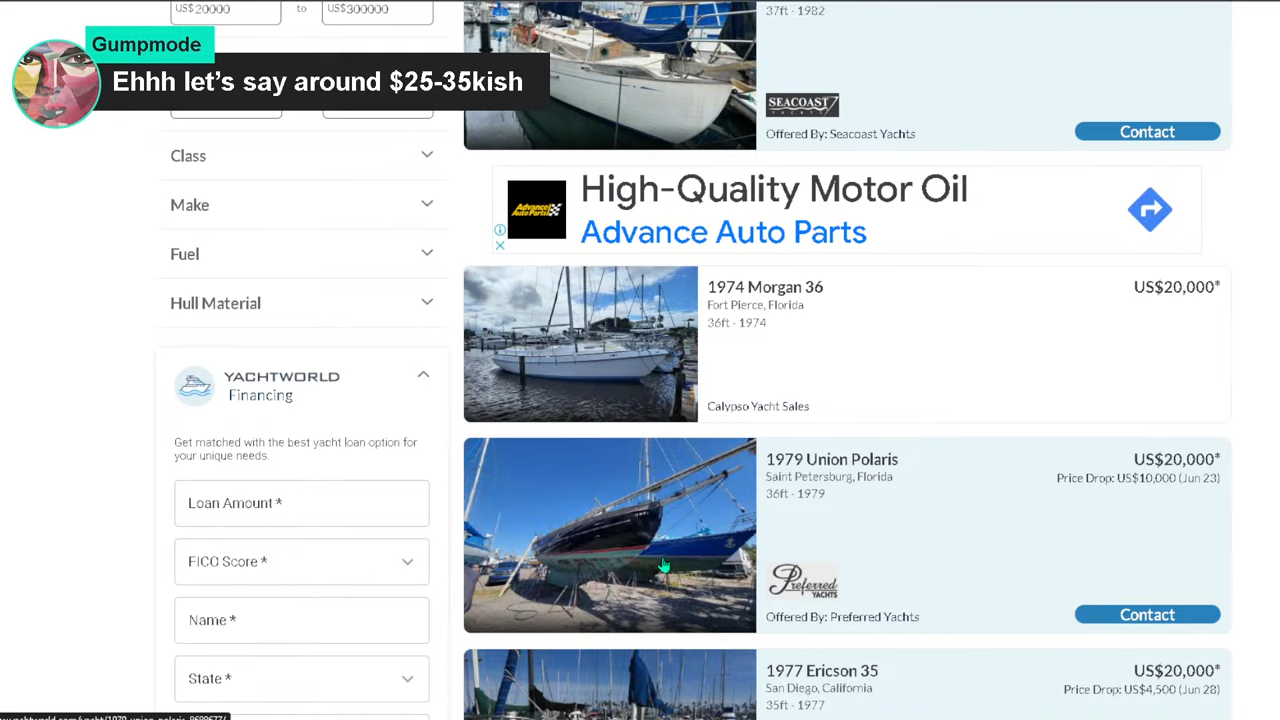 US$ 20000 to US$300000
37ft - 1982
Gumpmode
Ehhh let's say around $25-35kish
SEACOAST
YACHTS
Offered By: Seacoast Yachts
Contact
Class
Make
Fuel
Hull Material
Advance
Auto Parts
High-Quality Motor Oil
Advance Auto Parts
1974 Morgan 36
US$20,000*
Fort Pierce, Florida
36ft - 1974
Calypso Yacht Sales
YACHTWORLD
Financing
Get matched with the best yacht loan option for
your unique needs.
Loan Amount *
FICO Score *
Name *
State *
1979 Union Polaris
US$20,000*
Saint Petersburg, Florida
Price Drop: US$10,000 (Jun 23)
36ft - 1979
Preferred
YACHTS
Offered By: Preferred Yachts
Contact
1977 Ericson 35
US$20,000*
San Diego, California
Price Drop: US$4,500 (Jun 28)
35ft - 1977